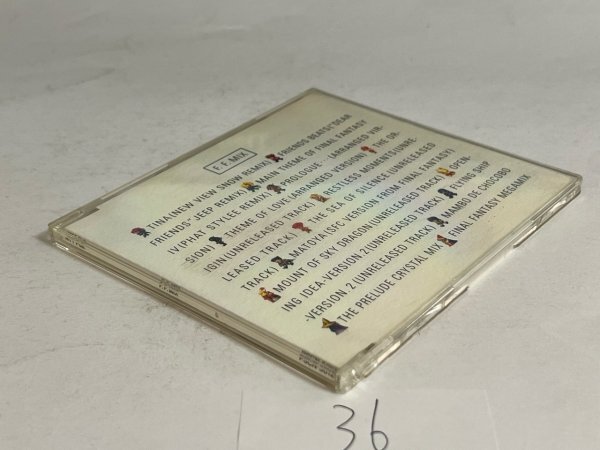 F.F.MIX
TINA(NEW VIEW SNOW REMIX) FRIENDS BEATS("DEAR
FRIENDS"JEEP REMIX) MAIN THEME OF FINAL FANTASY
IV(PHAT STYLEE REMIX) PROLOGUE - (ARRANGED VER-
SION) THEME OF LOVE(ARRANGED VERSION) THE OR-
IGIN(UNRELEASED TRACK) RESTLESS MOMENTS(UNRE-
LEASED TRACK) THE STEA OF SILENCE(UNRELEASED
TRACK) MATOYA(SFC VERSION FROM FINAL FANTASY)
MOUNT OF SKY DRAGON(UNRELEASED TRACK) OPEN-
ING IDEA-VERSION 2(UNRELEASED TRACK) FLYING SHIP
-VERSION 2(UNRELEASED TRACK) MAMBO DE CHOCOBO
THE PRELUDE CRYSTAL MIX FINAL FANTASY MEGAMIX
36